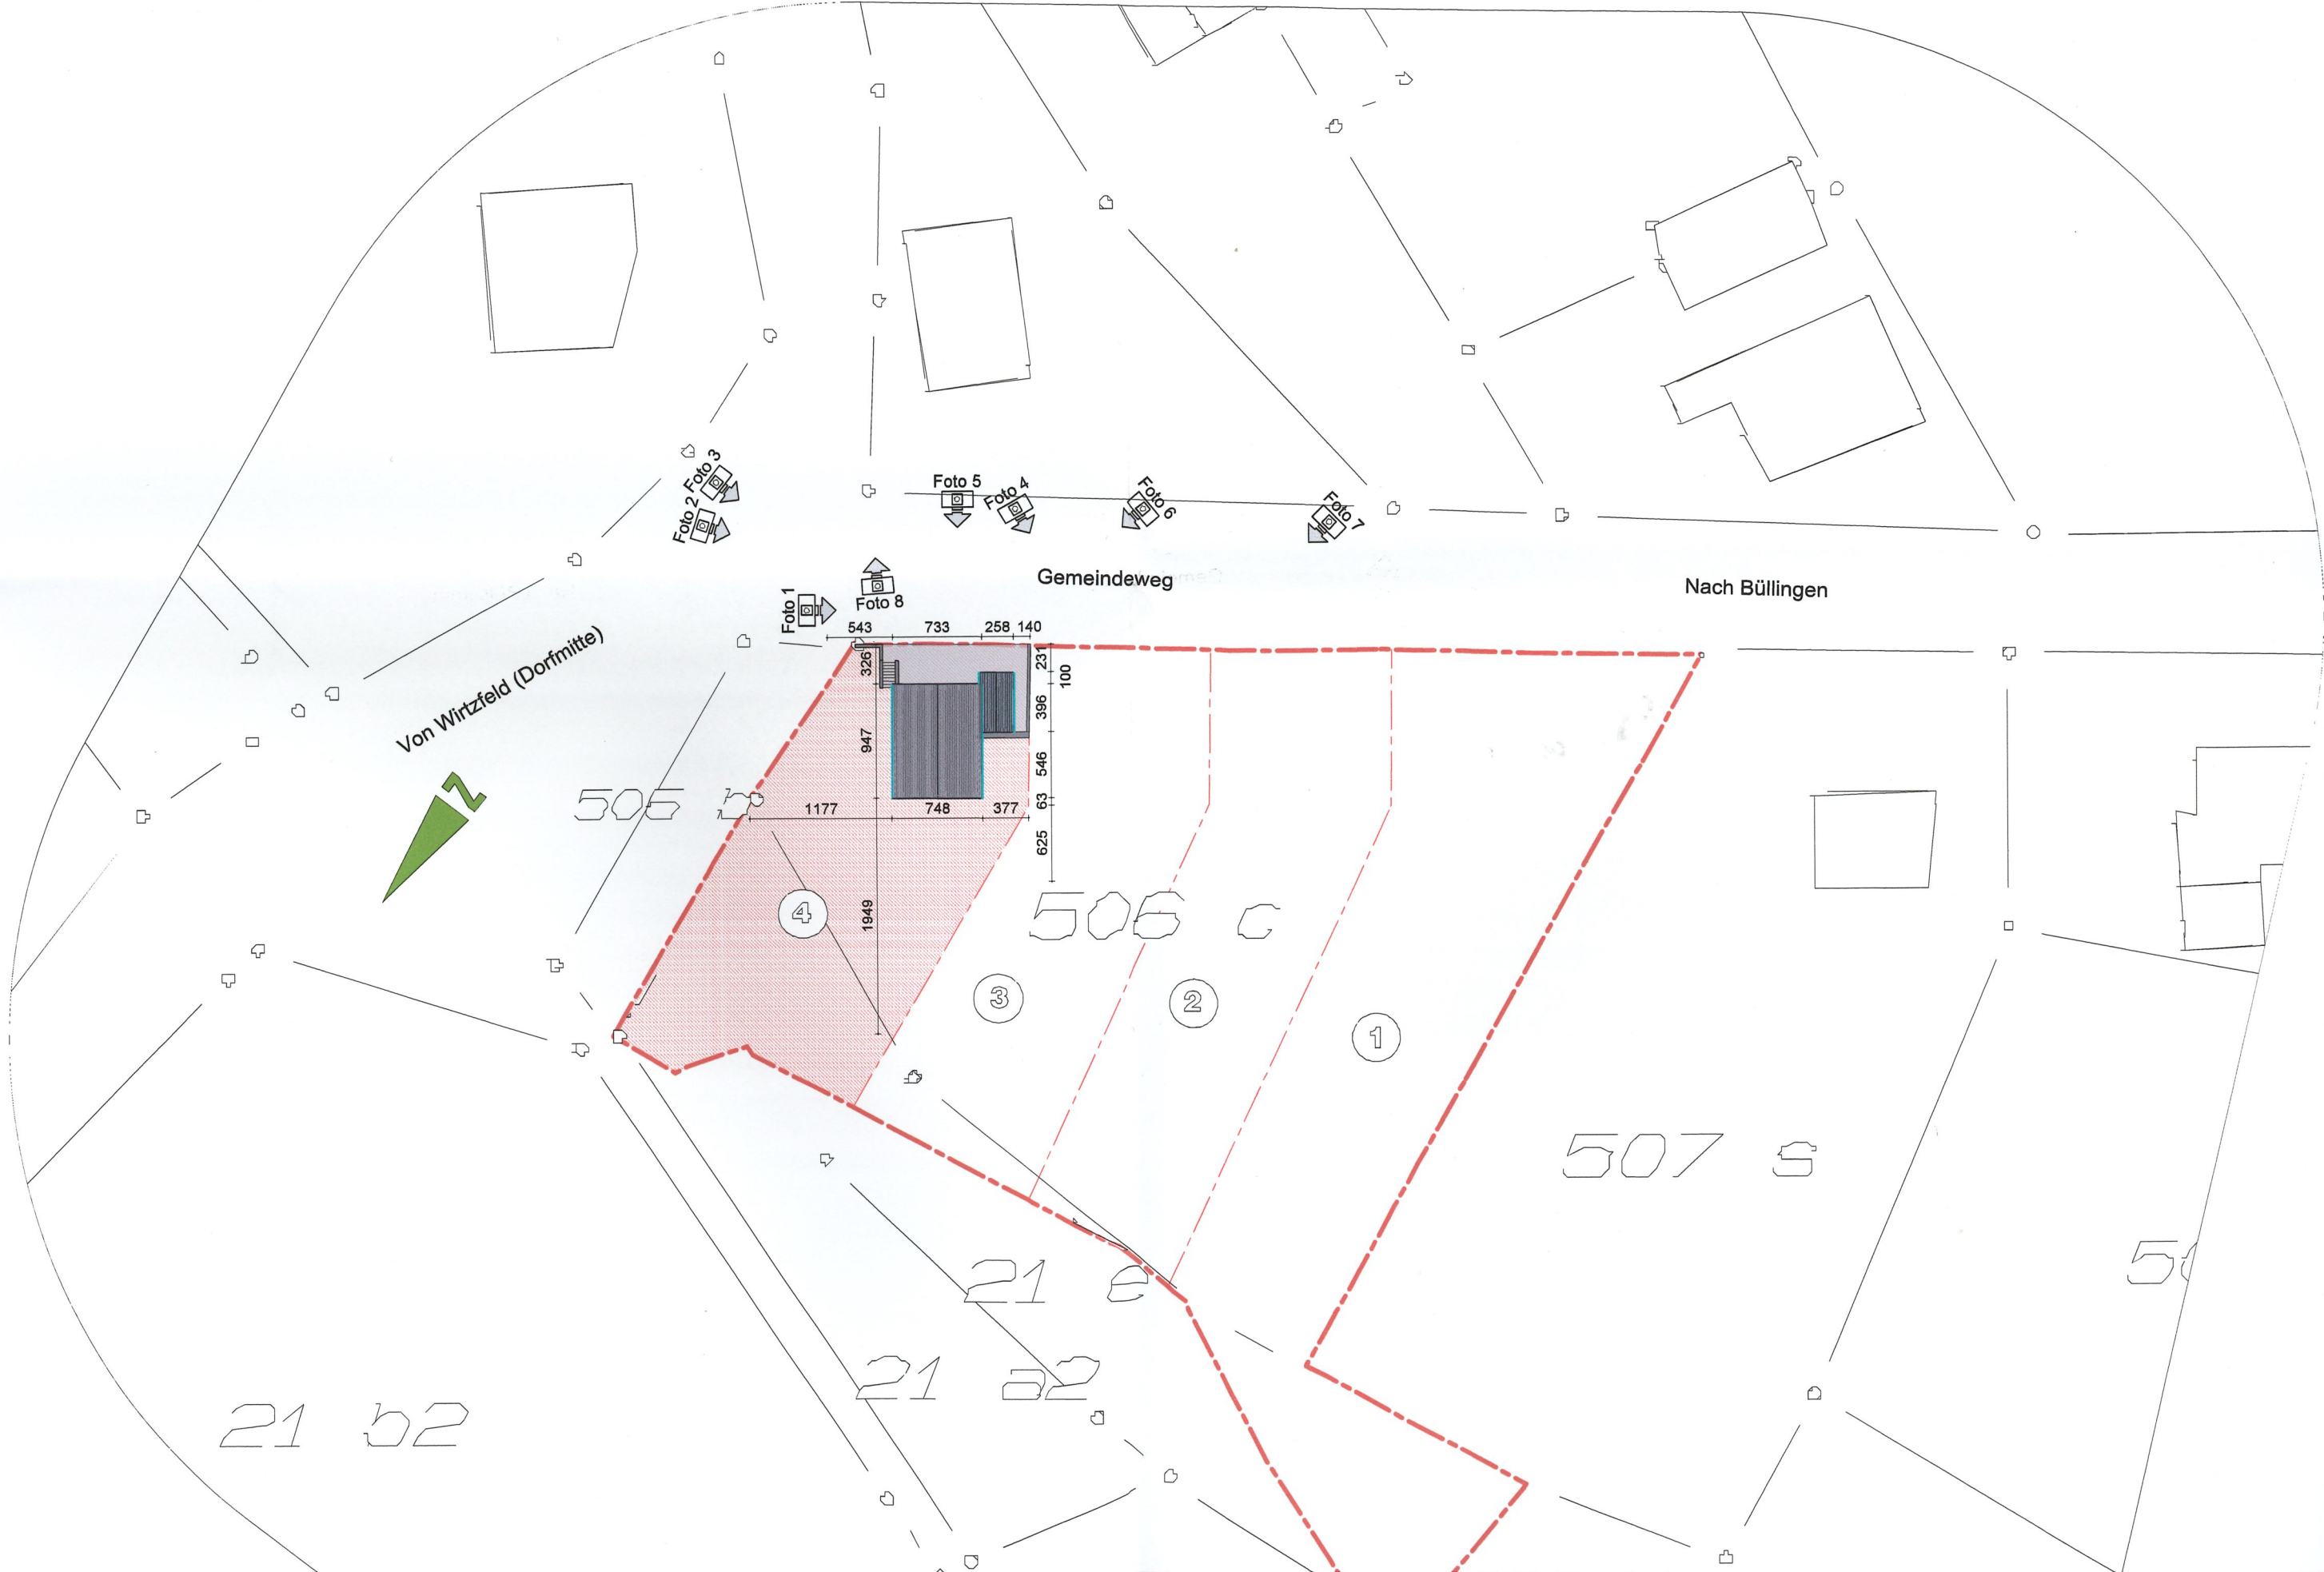 Foto 3
Foto 2
Foto 5
Foto 4
Foto 6
Foto 7
Foto 1
Foto 8
Gemeindeweg
Nach Büllingen
Von Wirtzfeld (Dorfmitte)
543
733
258
140
326
231
100
396
947
546
63
1177
748
377
625
1949
N
505
506 c
4
3
2
1
507 s
21 e
21 a2
21 b2